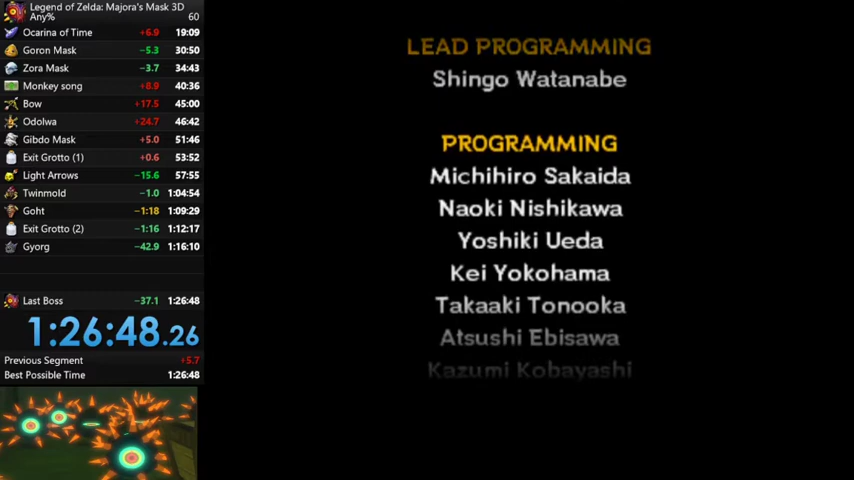 Legend of Zelda: Majora's Mask 3D
Any% 60
Ocarina of Time +6.9 19:09
Goron Mask −5.3 30:50
Zora Mask −3.7 34:43
Monkey song +8.9 40:36
Bow +17.5 45:00
Odolwa +24.7 46:42
Gibdo Mask +5.0 51:46
Exit Grotto (1) +0.6 53:52
Light Arrows −15.6 57:55
Twinmold −1.0 1:04:54
Goht −1:18 1:09:29
Exit Grotto (2) −1:16 1:12:17
Gyorg −42.9 1:16:10
Last Boss −37.1 1:26:48
1:26:48.26
Previous Segment +5.7
Best Possible Time 1:26:48
LEAD PROGRAMMING
Shingo Watanabe
PROGRAMMING
Michihiro Sakaida
Naoki Nishikawa
Yoshiki Ueda
Kei Yokohama
Takaaki Tonooka
Atsushi Ebisawa
Kazumi Kobayashi